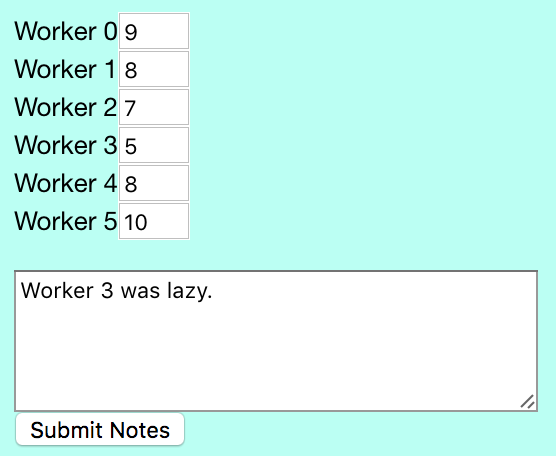 Worker 0 9
Worker 1 8
Worker 2 7
Worker 3 5
Worker 4 8
Worker 5 10
Worker 3 was lazy.
Submit Notes